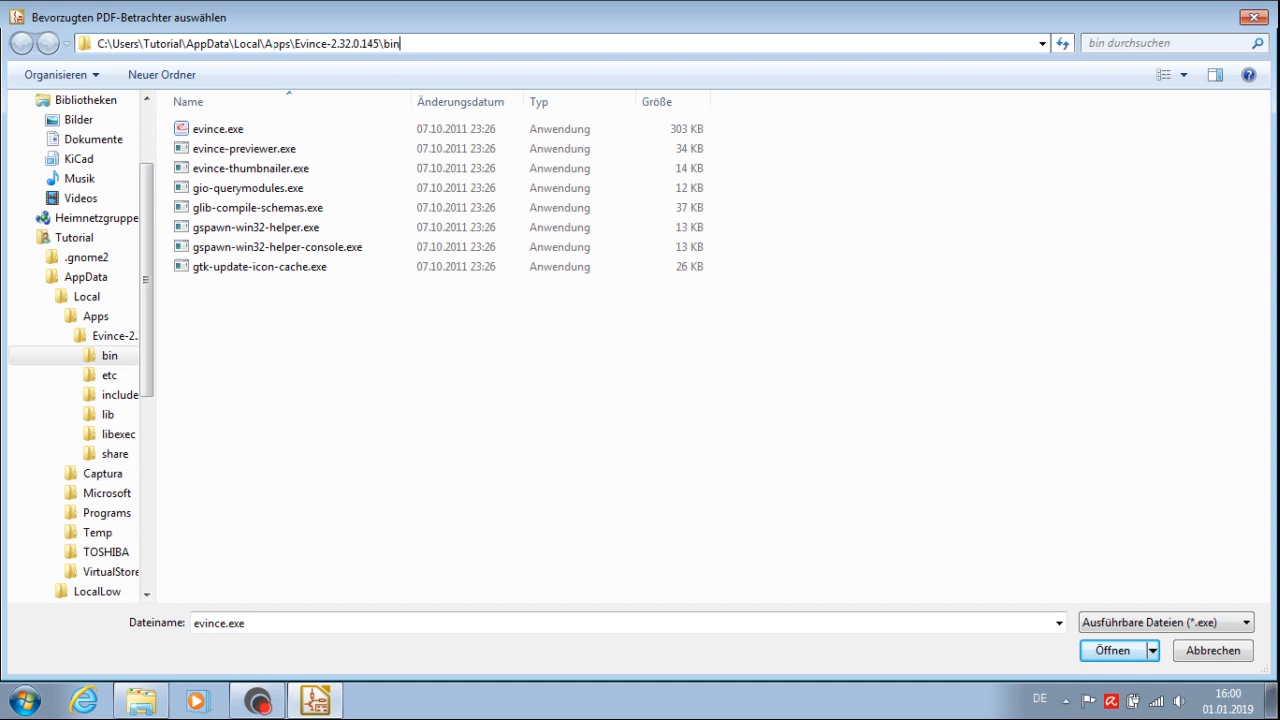 Bevorzugten PDF-Betrachter auswählen
C:\Users\Tutorial\AppData\Local\Apps\Evince-2.32.0.145\bin
bin durchsuchen
Organisieren
Neuer Ordner
Bibliotheken
Bilder
Dokumente
KiCad
Musik
Videos
Heimnetzgruppe
Tutorial
.gnome2
AppData
Local
Apps
Evince-2.
bin
etc
include
lib
libexec
share
Captura
Microsoft
Programs
Temp
TOSHIBA
VirtualStore
LocalLow
Name Änderungsdatum Typ Größe
evince.exe 07.10.2011 23:26 Anwendung 303 KB
evince-previewer.exe 07.10.2011 23:26 Anwendung 34 KB
evince-thumbnailer.exe 07.10.2011 23:26 Anwendung 14 KB
gio-querymodules.exe 07.10.2011 23:26 Anwendung 12 KB
glib-compile-schemas.exe 07.10.2011 23:26 Anwendung 37 KB
gspawn-win32-helper.exe 07.10.2011 23:26 Anwendung 13 KB
gspawn-win32-helper-console.exe 07.10.2011 23:26 Anwendung 13 KB
gtk-update-icon-cache.exe 07.10.2011 23:26 Anwendung 26 KB
Dateiname: evince.exe
Ausführbare Dateien (*.exe)
Öffnen
Abbrechen
DE
16:00
01.01.2019